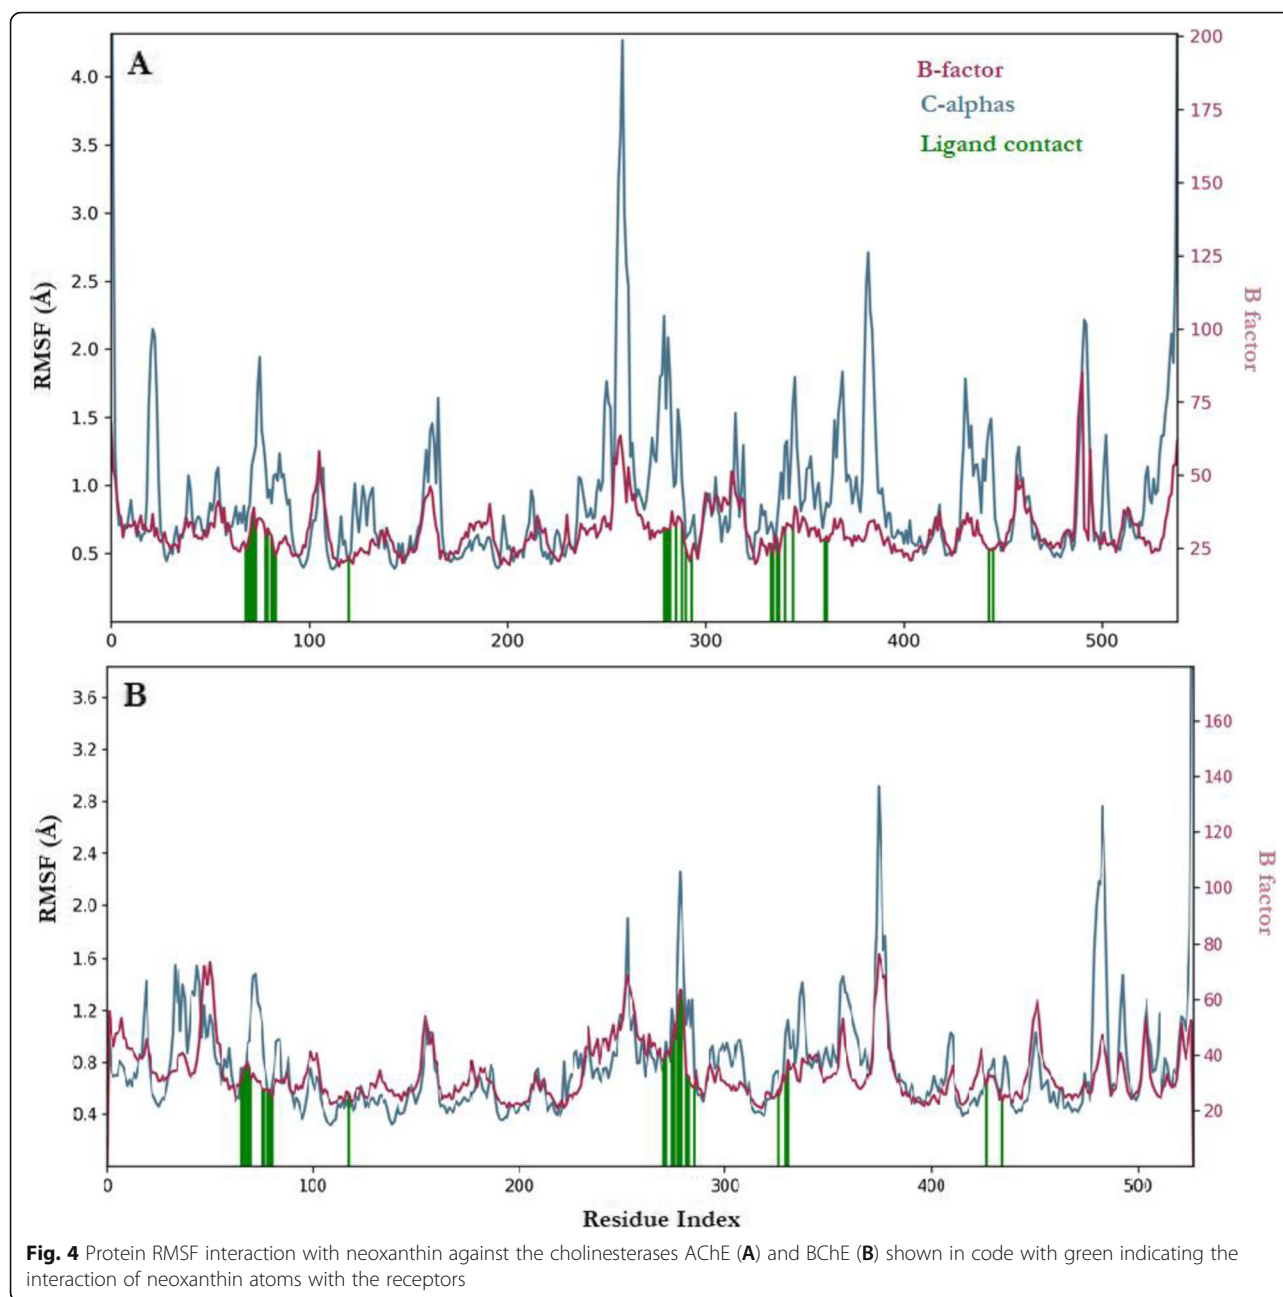 A
B-factor
C-alphas
Ligand contact
4.0
3.5
3.0
2.5
2.0
1.5
1.0
0.5
RMSF (Å)
200
175
150
125
100
75
50
25
B factor
0 100 200 300 400 500
B
3.6
3.2
2.8
2.4
2.0
1.6
1.2
0.8
0.4
RMSF (Å)
160
140
120
100
80
60
40
20
B factor
0 100 200 300 400 500
Residue Index
Fig. 4 Protein RMSF interaction with neoxanthin against the cholinesterases AChE (A) and BChE (B) shown in code with green indicating the
interaction of neoxanthin atoms with the receptors